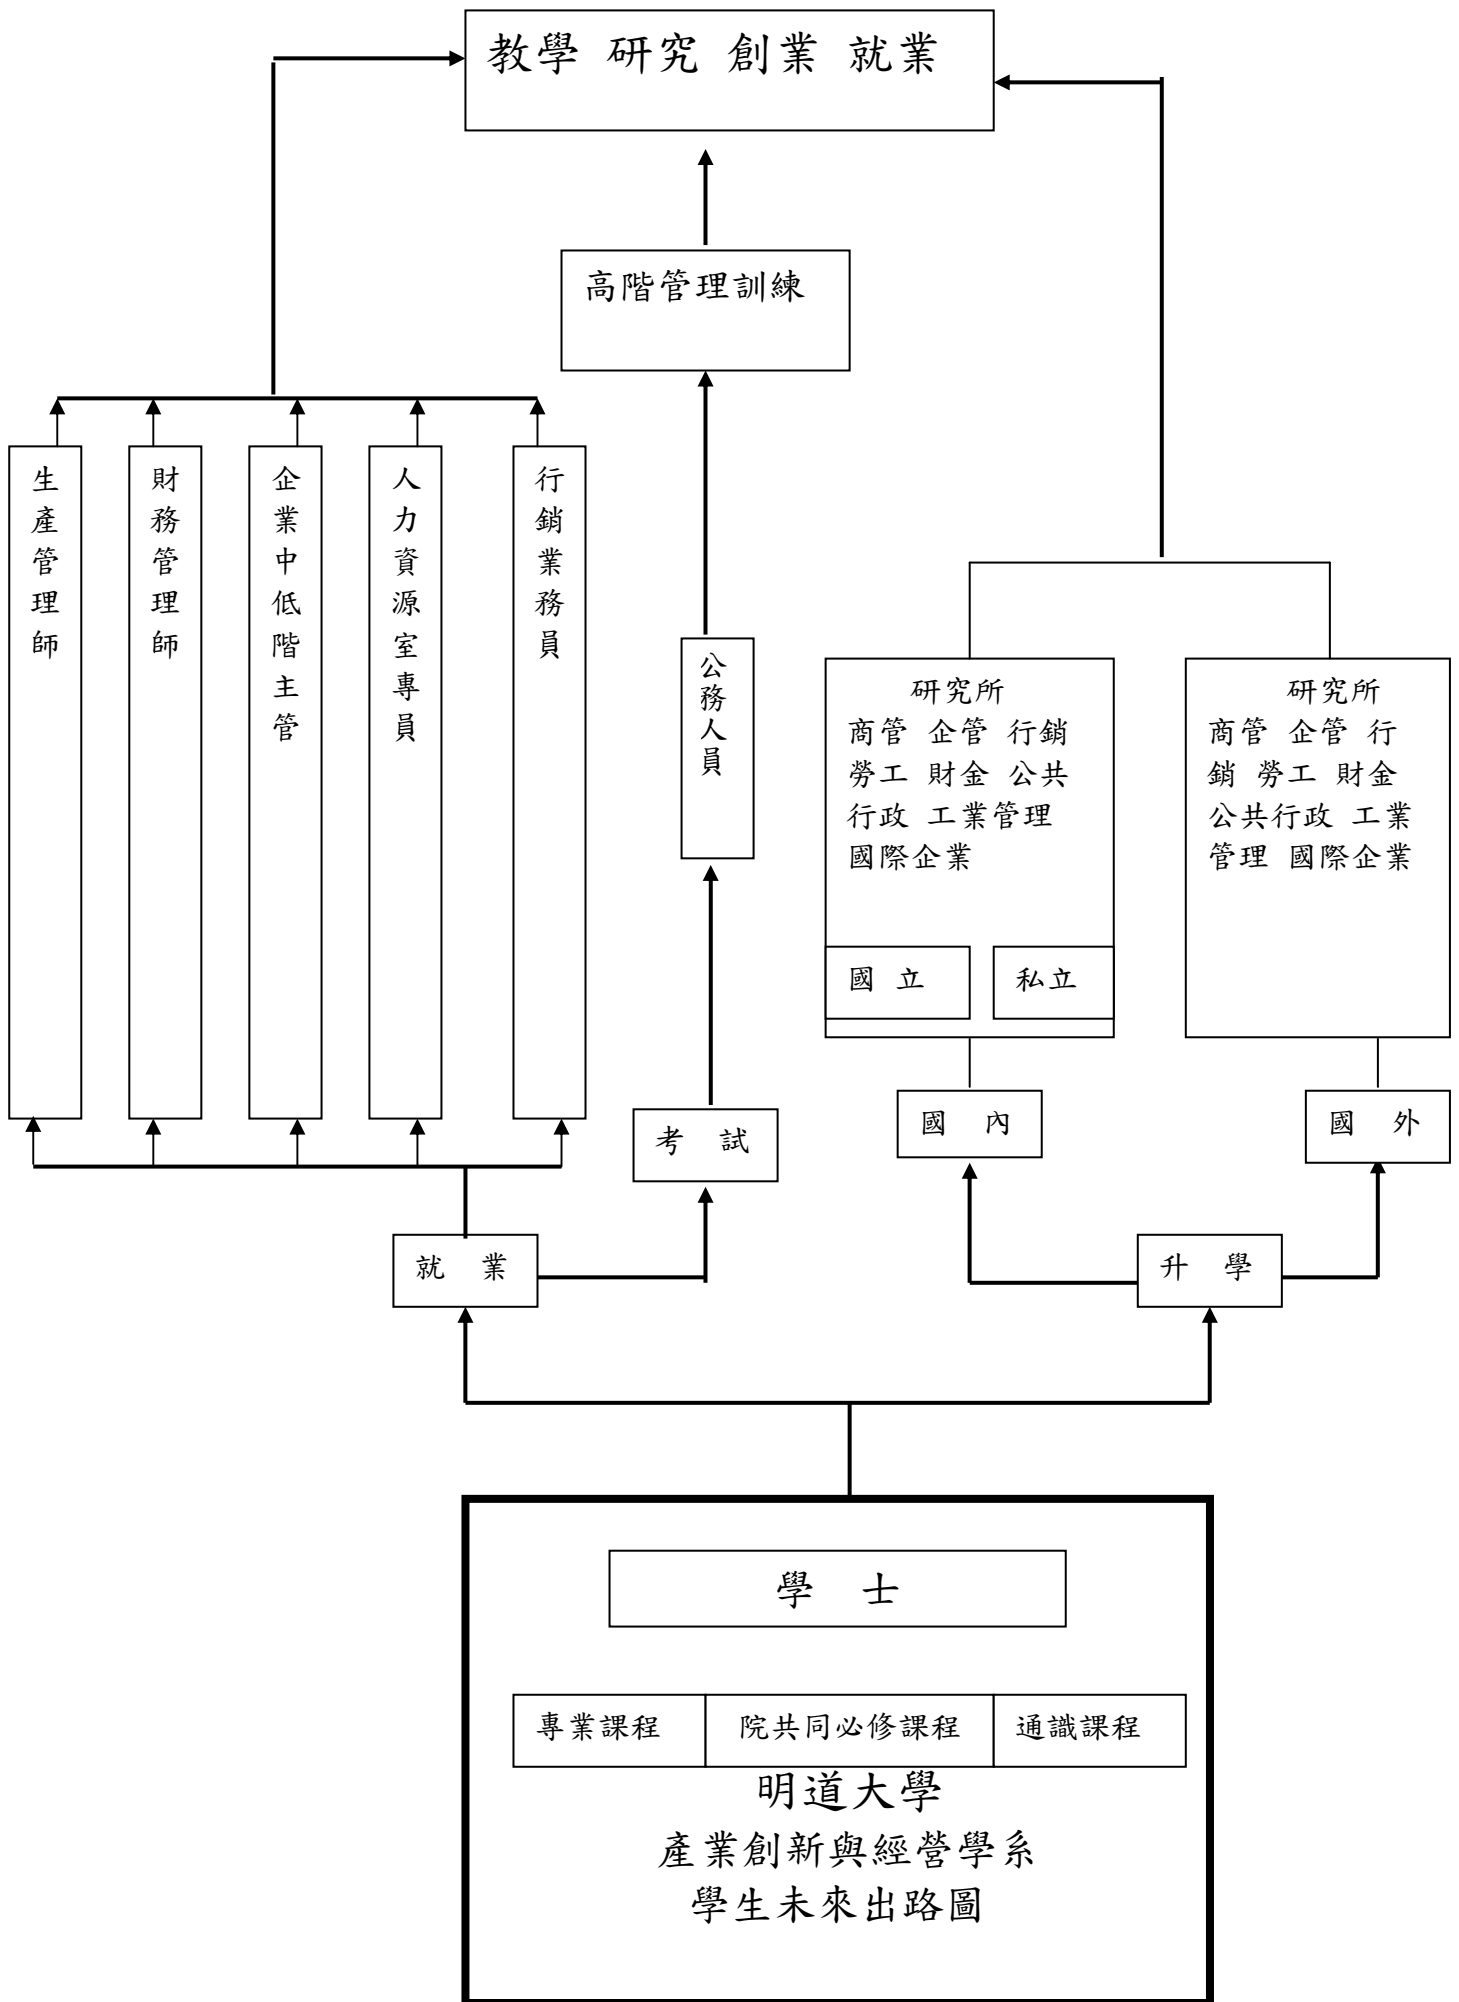 教學 研究 創業 就業
高階管理訓練
生產管理師
財務管理師
企業中低階主管
人力資源室專員
行銷業務員
公務人員
研究所
商管 企管 行銷
勞工 財金 公共
行政 工業管理
國際企業
國立
私立
研究所
商管 企管 行
銷 勞工 財金
公共行政 工業
管理 國際企業
考試
國內
國外
就業
升學
學士
專業課程
院共同必修課程
通識課程
明道大學
產業創新與經營學系
學生未來出路圖